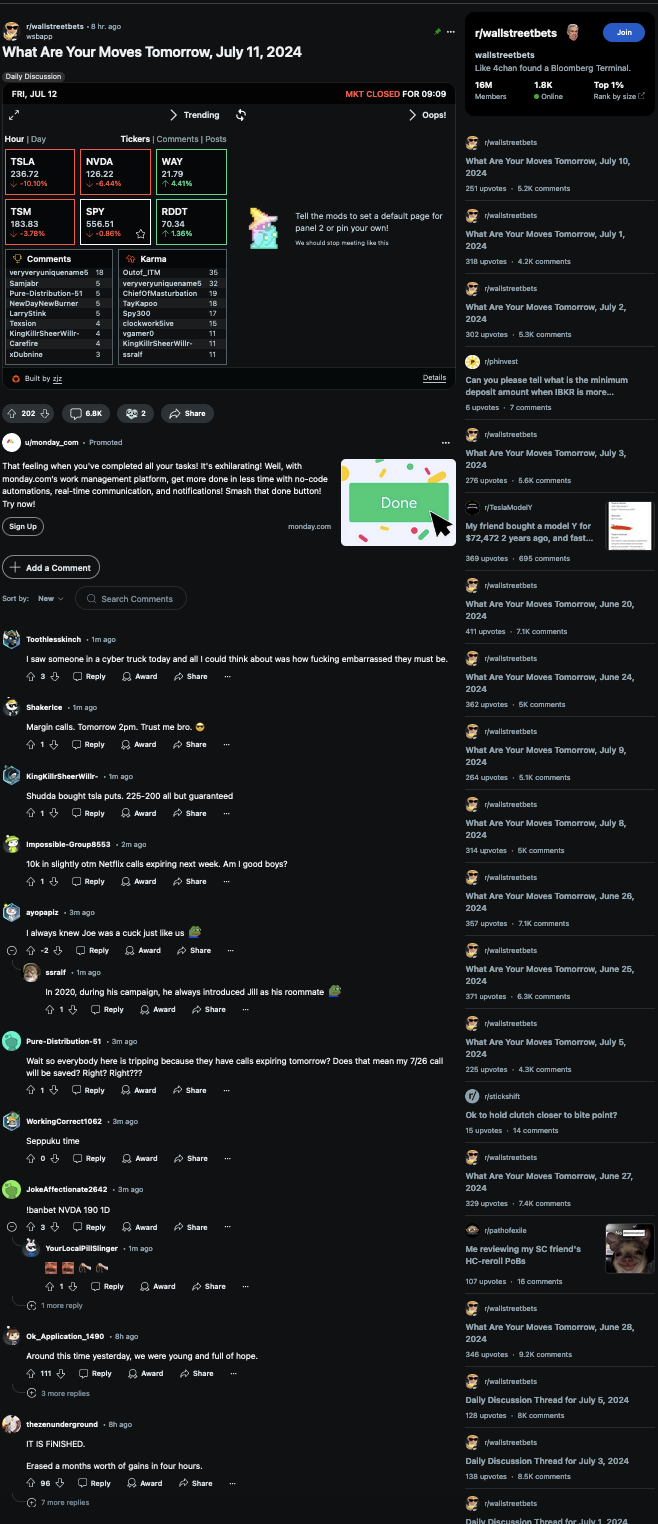 r/wallstreetbets • 8 hr. ago
wsbapp
What Are Your Moves Tomorrow, July 11, 2024
Daily Discussion
FRI, JUL 12
MKT CLOSED FOR 09:09
Trending
Oops!
Hour | Day
Tickers | Comments | Posts
TSLA
236.72
↓ -10.10%
NVDA
126.22
↓ -6.44%
WAY
21.79
↑ 4.41%
TSM
183.83
↓ -3.78%
SPY
556.51
↓ -0.86%
RDDT
70.34
↑ 1.36%
Tell the mods to set a default page for
panel 2 or pin your own!
We should stop meeting like this
Comments
veryveryuniquename5 18
Samjabr 5
Pure-Distribution-51 5
NewDayNewBurner 5
LarryStink 5
Texsion 4
KingKillrSheerWillr- 4
Carefire 4
xDubnine 3
Karma
Outof_ITM 35
veryveryuniquename5 32
ChiefOfMasturbation 19
TayKapoo 18
Spy300 17
clockwork5ive 15
vgamer0 11
KingKillrSheerWillr- 11
ssralf 11
Built by zjz
Details
202
6.8K
2
Share
u/monday_com • Promoted
That feeling when you've completed all your tasks! It's exhilarating! Well, with
monday.com's work management platform, get more done in less time with no-code
automations, real-time communication, and notifications! Smash that done button!
Try now!
Sign Up
monday.com
Done
Add a Comment
Sort by: New
Search Comments
Toothlesskinch • 1m ago
I saw someone in a cyber truck today and all I could think about was how fucking embarrassed they must be.
3 Reply Award Share
ShakerIce • 1m ago
Margin calls. Tomorrow 2pm. Trust me bro. 😎
1 Reply Award Share
KingKillrSheerWillr- • 1m ago
Shudda bought tsla puts. 225-200 all but guaranteed
1 Reply Award Share
Impossible-Group8553 • 2m ago
10k in slightly otm Netflix calls expiring next week. Am I good boys?
1 Reply Award Share
ayopapiz • 3m ago
I always knew Joe was a cuck just like us
-2 Reply Award Share
ssralf • 1m ago
In 2020, during his campaign, he always introduced Jill as his roommate
1 Reply Award Share
Pure-Distribution-51 • 3m ago
Wait so everybody here is tripping because they have calls expiring tomorrow? Does that mean my 7/26 call
will be saved? Right? Right???
1 Reply Award Share
WorkingCorrect1062 • 3m ago
Seppuku time
0 Reply Award Share
JokeAffectionate2642 • 3m ago
!banbet NVDA 190 1D
3 Reply Award Share
YourLocalPillSlinger • 1m ago
1 Reply Award Share
1 more reply
Ok_Application_1490 • 8h ago
Around this time yesterday, we were young and full of hope.
111 Reply Award Share
3 more replies
thezenunderground • 8h ago
IT IS FiNISHED.
Erased a months worth of gains in four hours.
96 Reply Award Share
7 more replies
r/wallstreetbets
Join
wallstreetbets
Like 4chan found a Bloomberg Terminal.
16M
Members
1.8K
Online
Top 1%
Rank by size
r/wallstreetbets
What Are Your Moves Tomorrow, July 10,
2024
251 upvotes · 5.2K comments
r/wallstreetbets
What Are Your Moves Tomorrow, July 1,
2024
318 upvotes · 4.2K comments
r/wallstreetbets
What Are Your Moves Tomorrow, July 2,
2024
302 upvotes · 5.3K comments
r/phinvest
Can you please tell what is the minimum
deposit amount when IBKR is more...
6 upvotes · 7 comments
r/wallstreetbets
What Are Your Moves Tomorrow, July 3,
2024
276 upvotes · 5.6K comments
r/TeslaModelY
My friend bought a model Y for
$72,472 2 years ago, and fast...
369 upvotes · 695 comments
r/wallstreetbets
What Are Your Moves Tomorrow, June 20,
2024
411 upvotes · 7.1K comments
r/wallstreetbets
What Are Your Moves Tomorrow, June 24,
2024
362 upvotes · 5K comments
r/wallstreetbets
What Are Your Moves Tomorrow, July 9,
2024
264 upvotes · 5.1K comments
r/wallstreetbets
What Are Your Moves Tomorrow, July 8,
2024
314 upvotes · 5K comments
r/wallstreetbets
What Are Your Moves Tomorrow, June 26,
2024
357 upvotes · 7.1K comments
r/wallstreetbets
What Are Your Moves Tomorrow, June 25,
2024
371 upvotes · 6.3K comments
r/wallstreetbets
What Are Your Moves Tomorrow, July 5,
2024
225 upvotes · 4.3K comments
r/stickshift
Ok to hold clutch closer to bite point?
15 upvotes · 14 comments
r/wallstreetbets
What Are Your Moves Tomorrow, June 27,
2024
329 upvotes · 7.4K comments
r/pathofexile
Me reviewing my SC friend's
HC-reroll PoBs
107 upvotes · 16 comments
r/wallstreetbets
What Are Your Moves Tomorrow, June 28,
2024
346 upvotes · 9.2K comments
r/wallstreetbets
Daily Discussion Thread for July 5, 2024
128 upvotes · 8K comments
r/wallstreetbets
Daily Discussion Thread for July 3, 2024
138 upvotes · 8.5K comments
r/wallstreetbets
Daily Discussion Thread for July 1, 2024